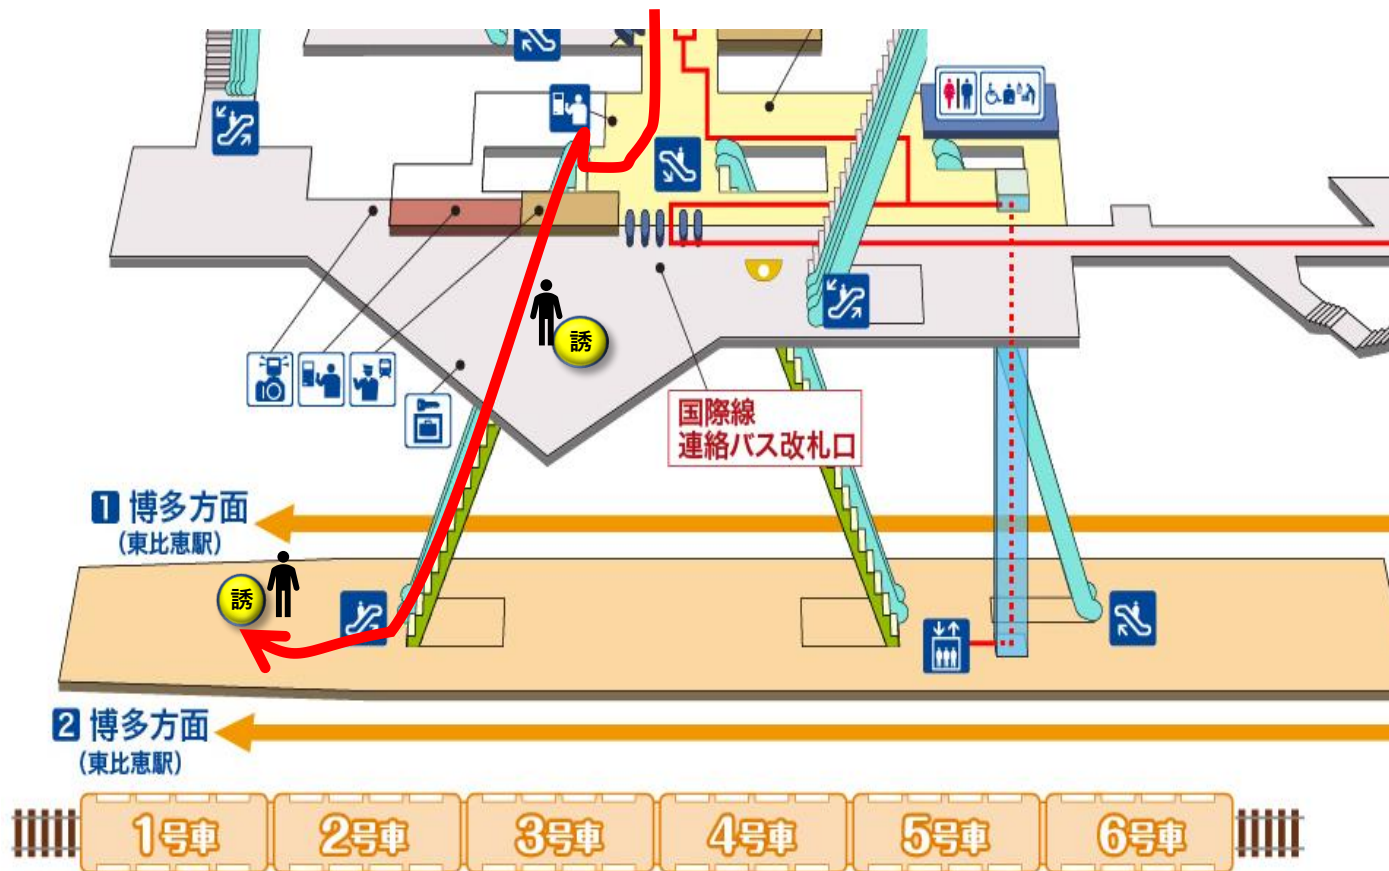 誘
国際線
連絡バス改札口
1 博多方面
(東比恵駅)
誘
2 博多方面
(東比恵駅)
1号車
2号車
3号車
4号車
5号車
6号車